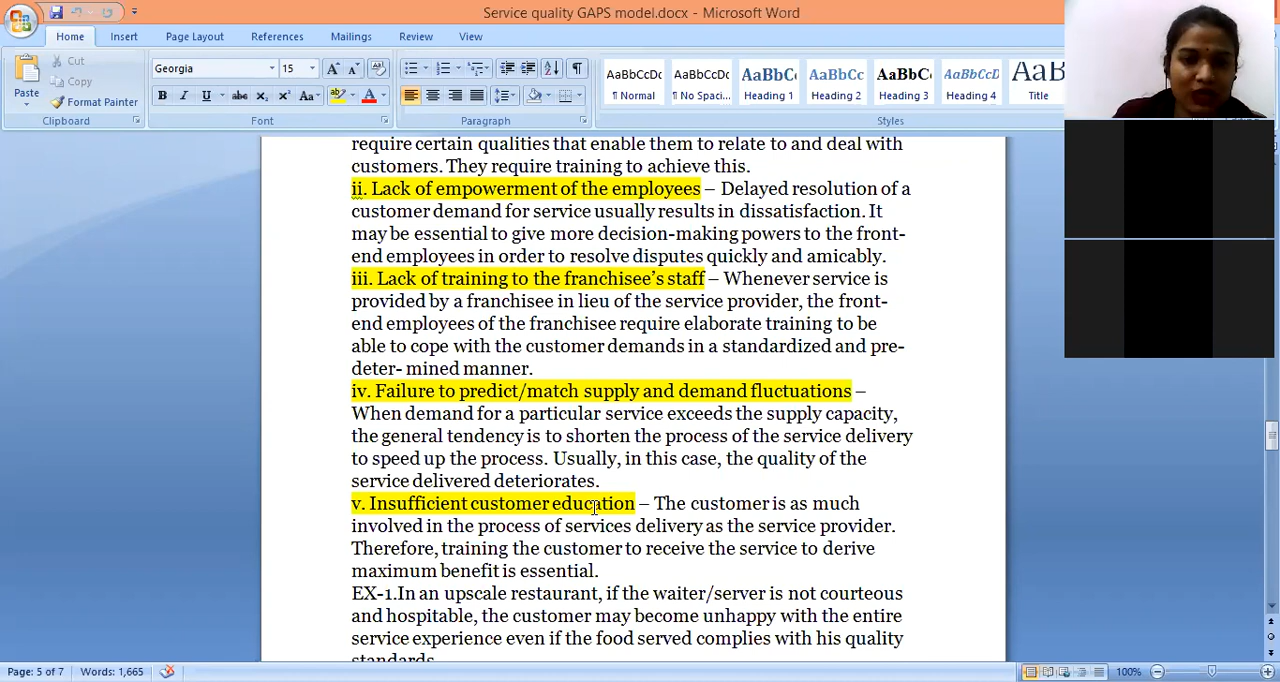 Service quality GAPS model.docx - Microsoft Word
Home Insert Page Layout References Mailings Review View
Paste
Cut
Copy
Format Painter
Clipboard
Georgia 15
Font
Paragraph
AaBbCcDc AaBbCcDc AaBbC AaBbCc AaBbCc AaBbCcD AaB
¶ Normal ¶ No Spaci... Heading 1 Heading 2 Heading 3 Heading 4 Title
Styles
require certain qualities that enable them to relate to and deal with
customers. They require training to achieve this.
ii. Lack of empowerment of the employees – Delayed resolution of a
customer demand for service usually results in dissatisfaction. It
may be essential to give more decision-making powers to the front-
end employees in order to resolve disputes quickly and amicably.
iii. Lack of training to the franchisee's staff – Whenever service is
provided by a franchisee in lieu of the service provider, the front-
end employees of the franchisee require elaborate training to be
able to cope with the customer demands in a standardized and pre-
deter- mined manner.
iv. Failure to predict/match supply and demand fluctuations –
When demand for a particular service exceeds the supply capacity,
the general tendency is to shorten the process of the service delivery
to speed up the process. Usually, in this case, the quality of the
service delivered deteriorates.
v. Insufficient customer education – The customer is as much
involved in the process of services delivery as the service provider.
Therefore, training the customer to receive the service to derive
maximum benefit is essential.
EX-1.In an upscale restaurant, if the waiter/server is not courteous
and hospitable, the customer may become unhappy with the entire
service experience even if the food served complies with his quality
standards.
Page: 5 of 7 Words: 1,665 100%